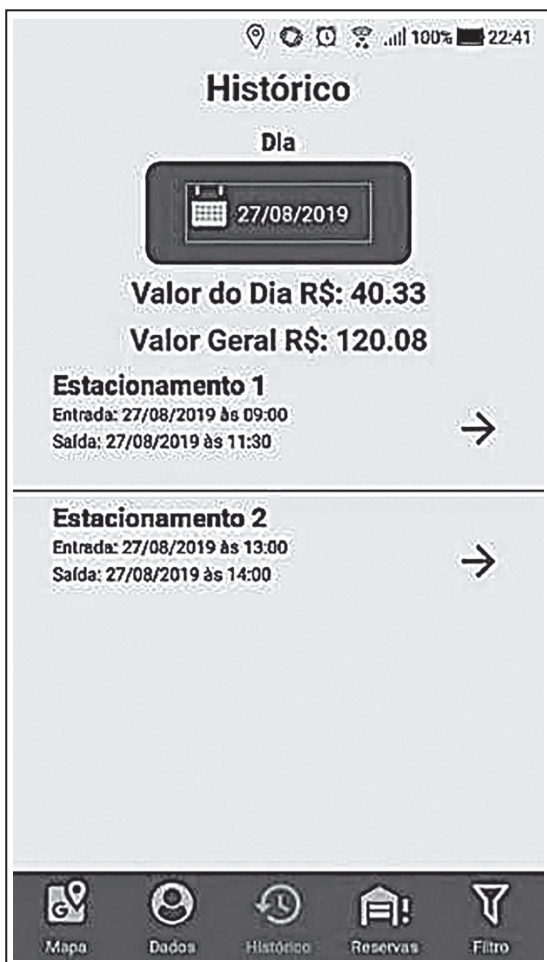 100% 22:41
Histórico
Dia
27/08/2019
Valor do Dia R$: 40.33
Valor Geral R$: 120.08
Estacionamento 1
Entrada: 27/08/2019 às 09:00
Saída: 27/08/2019 às 11:30
Estacionamento 2
Entrada: 27/08/2019 às 13:00
Saída: 27/08/2019 às 14:00
G
Mapa Dados Histórico Reservas Filtro